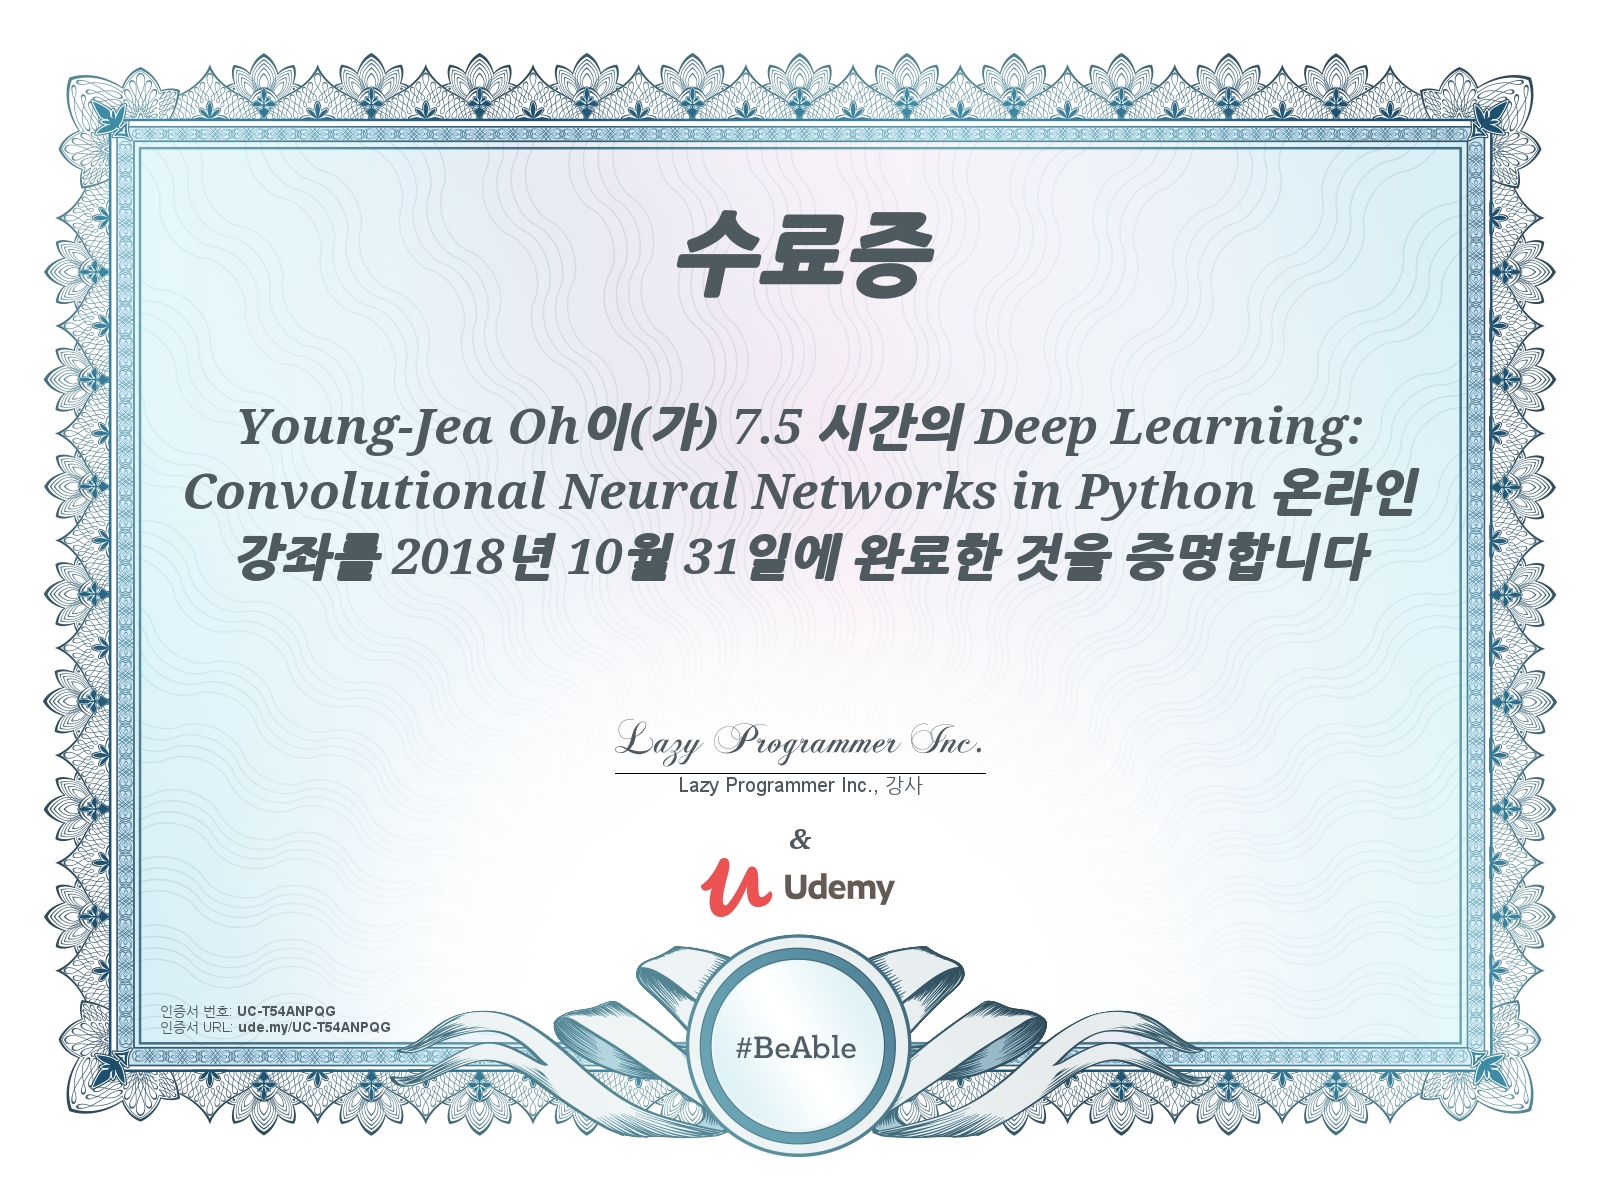 수료증
Young-Jea Oh이(가) 7.5 시간의 Deep Learning:
Convolutional Neural Networks in Python 온라인
강좌를 2018년 10월 31일에 완료한 것을 증명합니다
Lazy Programmer Inc.
Lazy Programmer Inc., 강사
&
Udemy
인증서 번호: UC-T54ANPQG
인증서 URL: ude.my/UC-T54ANPQG
#BeAble